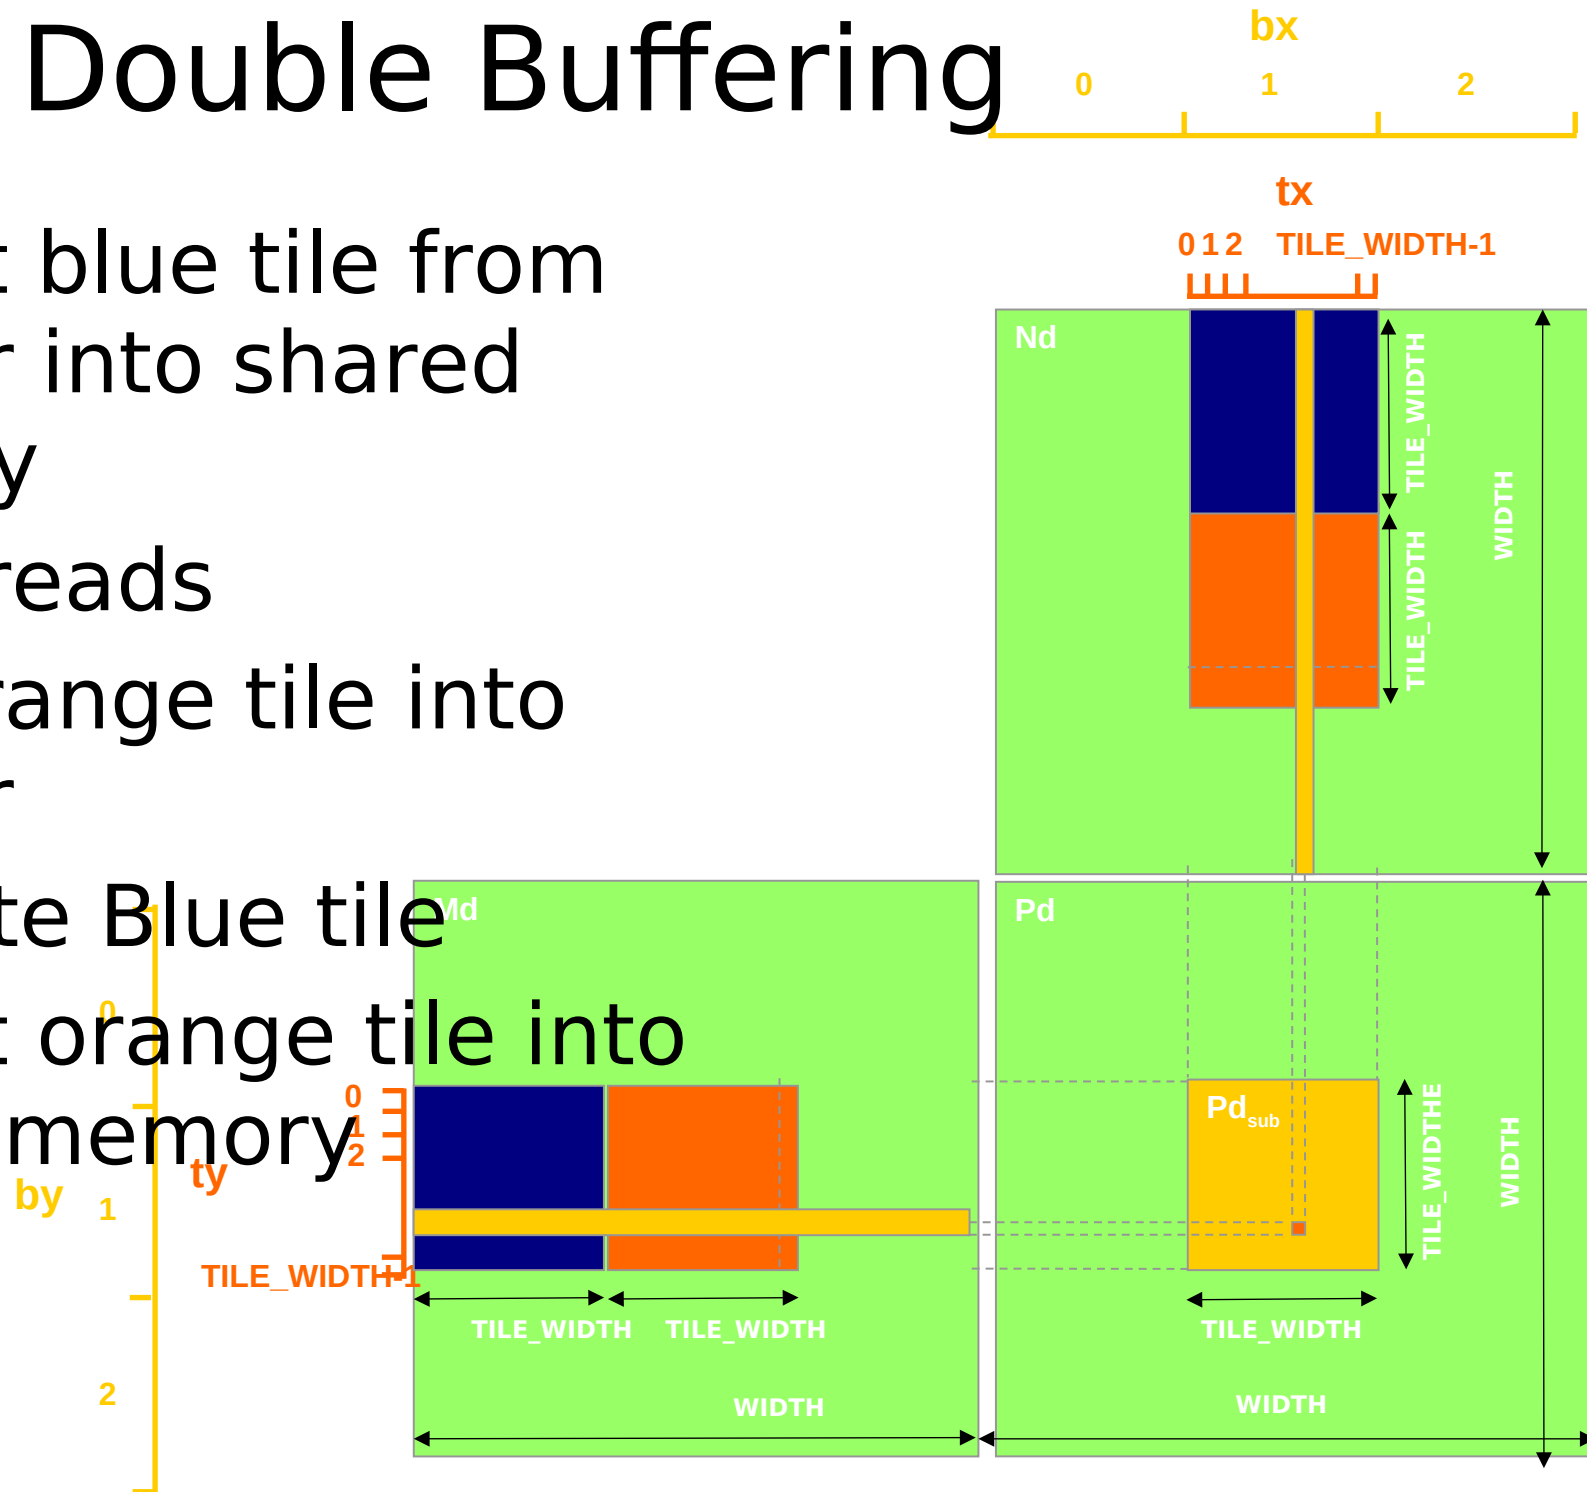 Double Buffering
bx
0 1 2
tx
0 1 2 TILE_WIDTH-1
t blue tile from
r into shared
y
reads
range tile into
r
te Blue tile
t orange tile into
memory
Nd
TILE_WIDTH
TILE_WIDTH
WIDTH
Md
Pd
Pdsub
TILE_WIDTHE
WIDTH
by
0
1
2
ty
0
1
2
TILE_WIDTH-1
TILE_WIDTH TILE_WIDTH
TILE_WIDTH
WIDTH
WIDTH